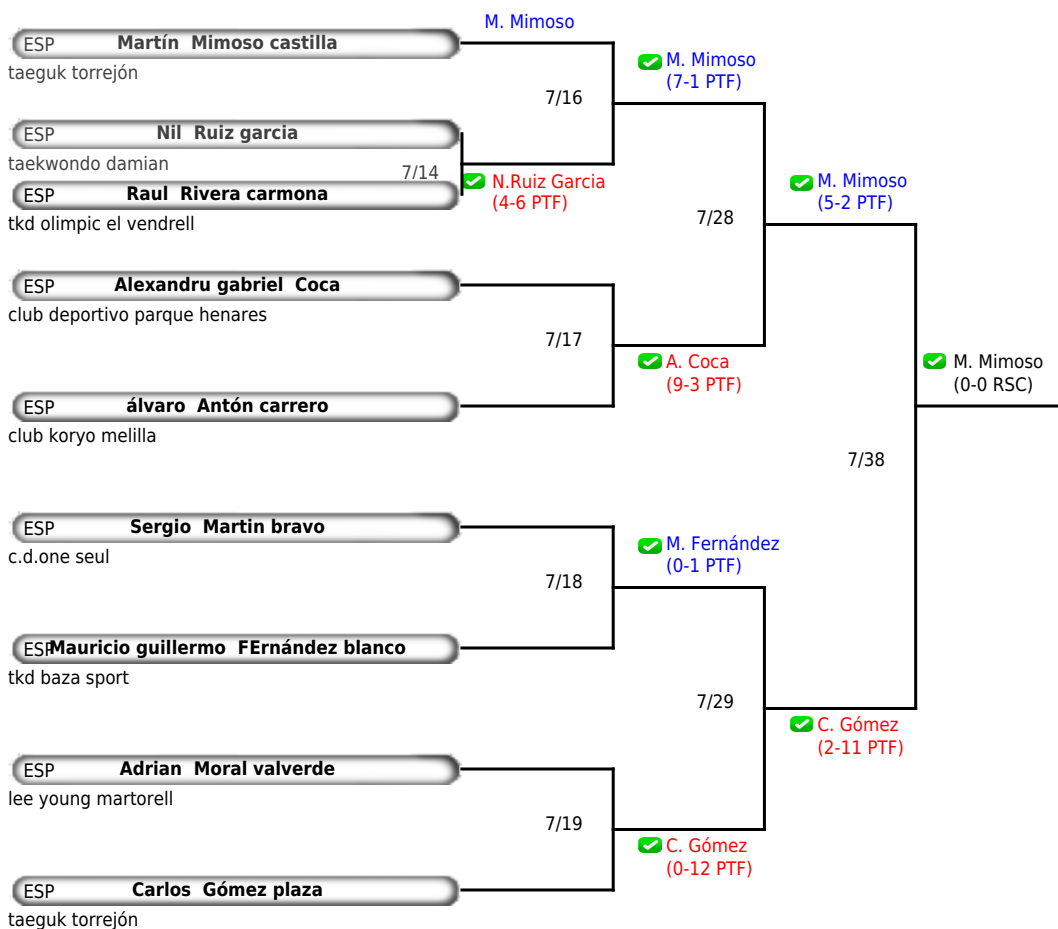 M. Mimoso
ESP Martín Mimoso castilla
taeguk torrejón
M. Mimoso
(7-1 PTF)
7/16
ESP Nil Ruiz garcia
taekwondo damian
7/14
N.Ruiz Garcia
(4-6 PTF)
ESP Raul Rivera carmona
tkd olimpic el vendrell
M. Mimoso
(5-2 PTF)
7/28
ESP Alexandru gabriel Coca
club deportivo parque henares
7/17
A. Coca
(9-3 PTF)
M. Mimoso
(0-0 RSC)
ESP álvaro Antón carrero
club koryo melilla
7/38
ESP Sergio Martin bravo
c.d.one seul
M. Fernández
(0-1 PTF)
7/18
ESP Mauricio guillermo FErnández blanco
tkd baza sport
7/29
C. Gómez
(2-11 PTF)
ESP Adrian Moral valverde
lee young martorell
7/19
C. Gómez
(0-12 PTF)
ESP Carlos Gómez plaza
taeguk torrejón